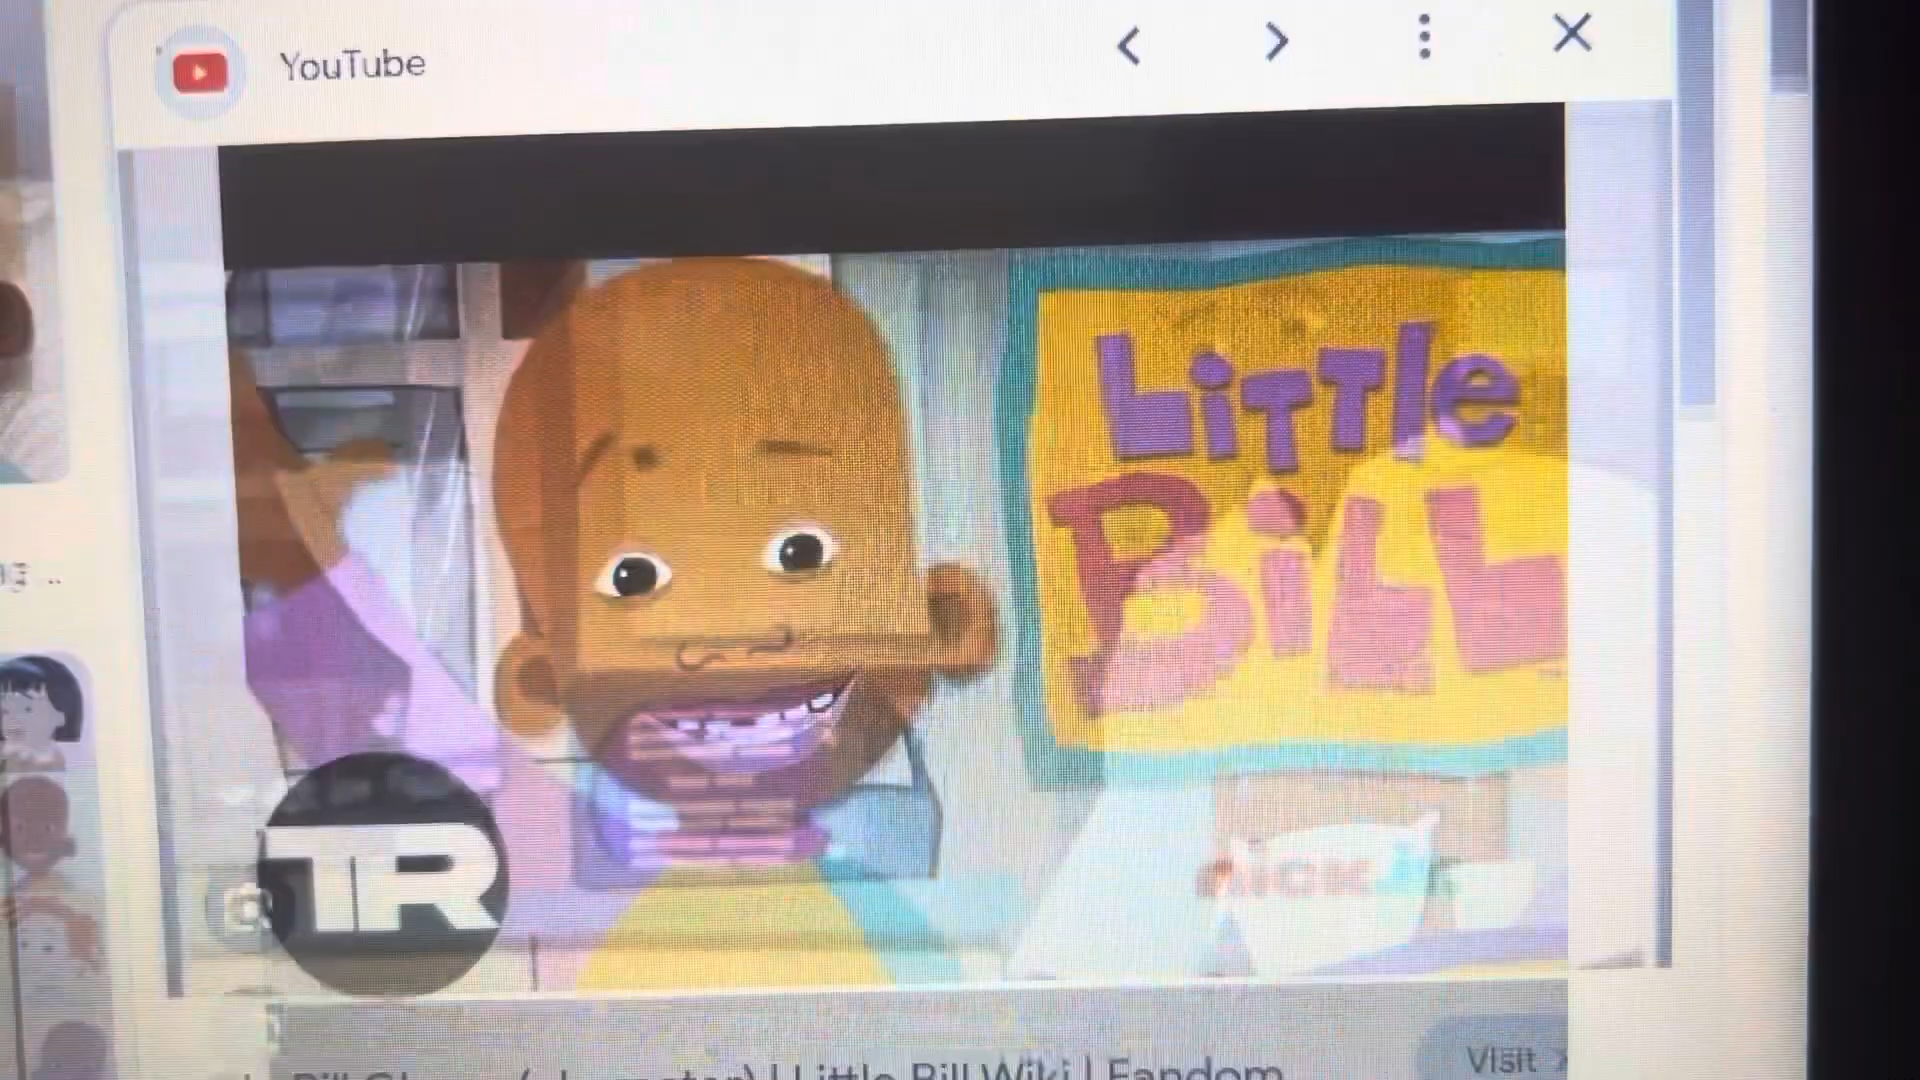 YouTube
Little
Bill
TR
Little Bill Wiki | Fandom
Visit